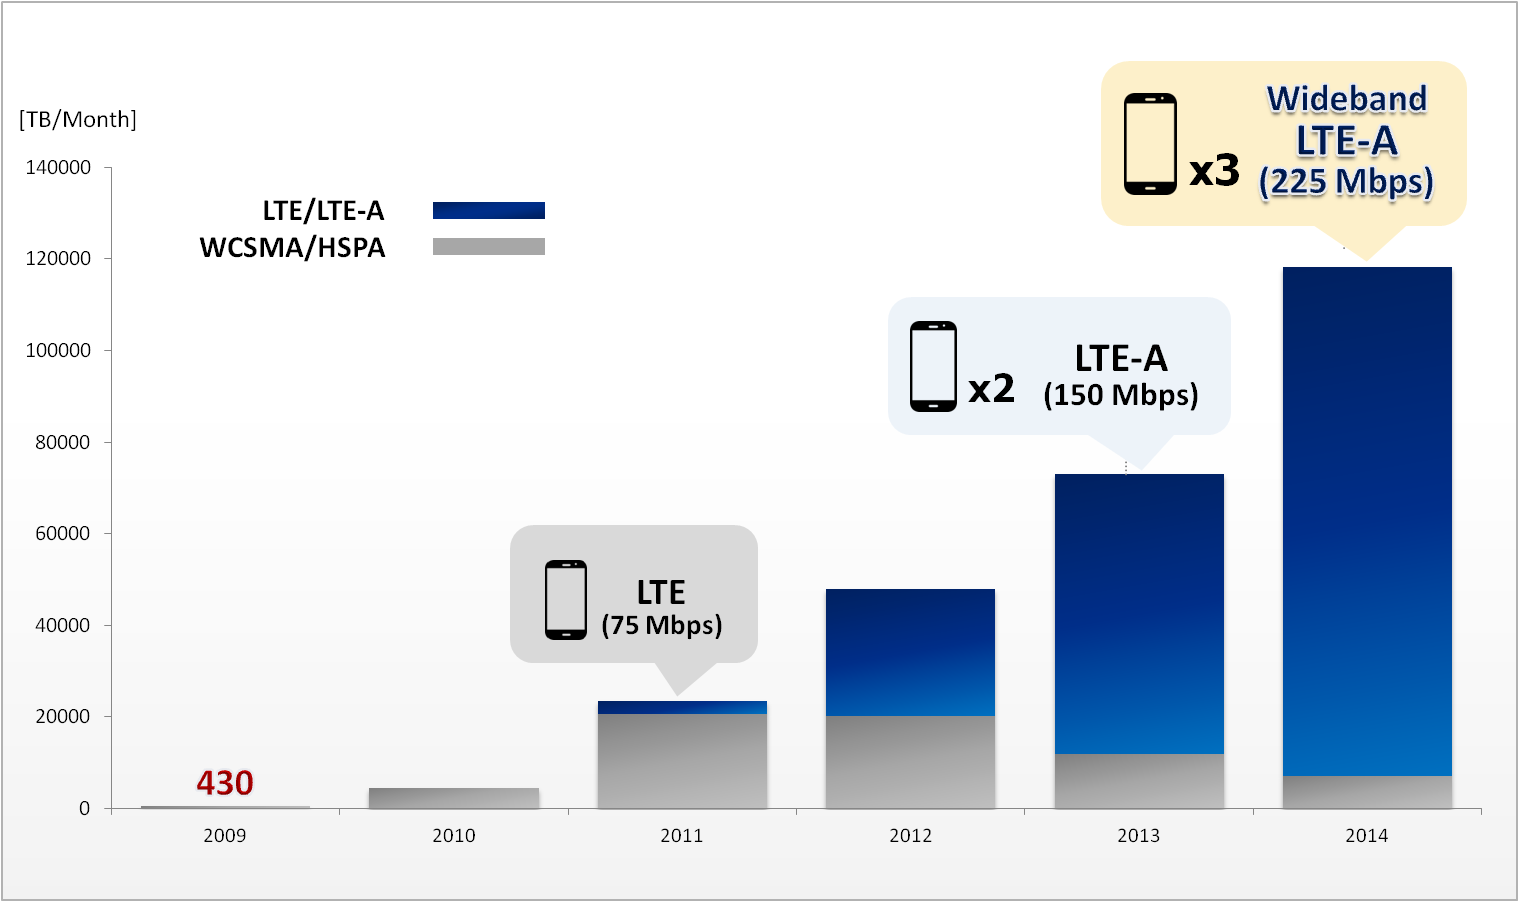 [TB/Month]
140000
120000
100000
80000
60000
40000
20000
0
LTE/LTE-A
WCSMA/HSPA
430
LTE
(75 Mbps)
x2
LTE-A
(150 Mbps)
x3
Wideband
LTE-A
(225 Mbps)
2009
2010
2011
2012
2013
2014